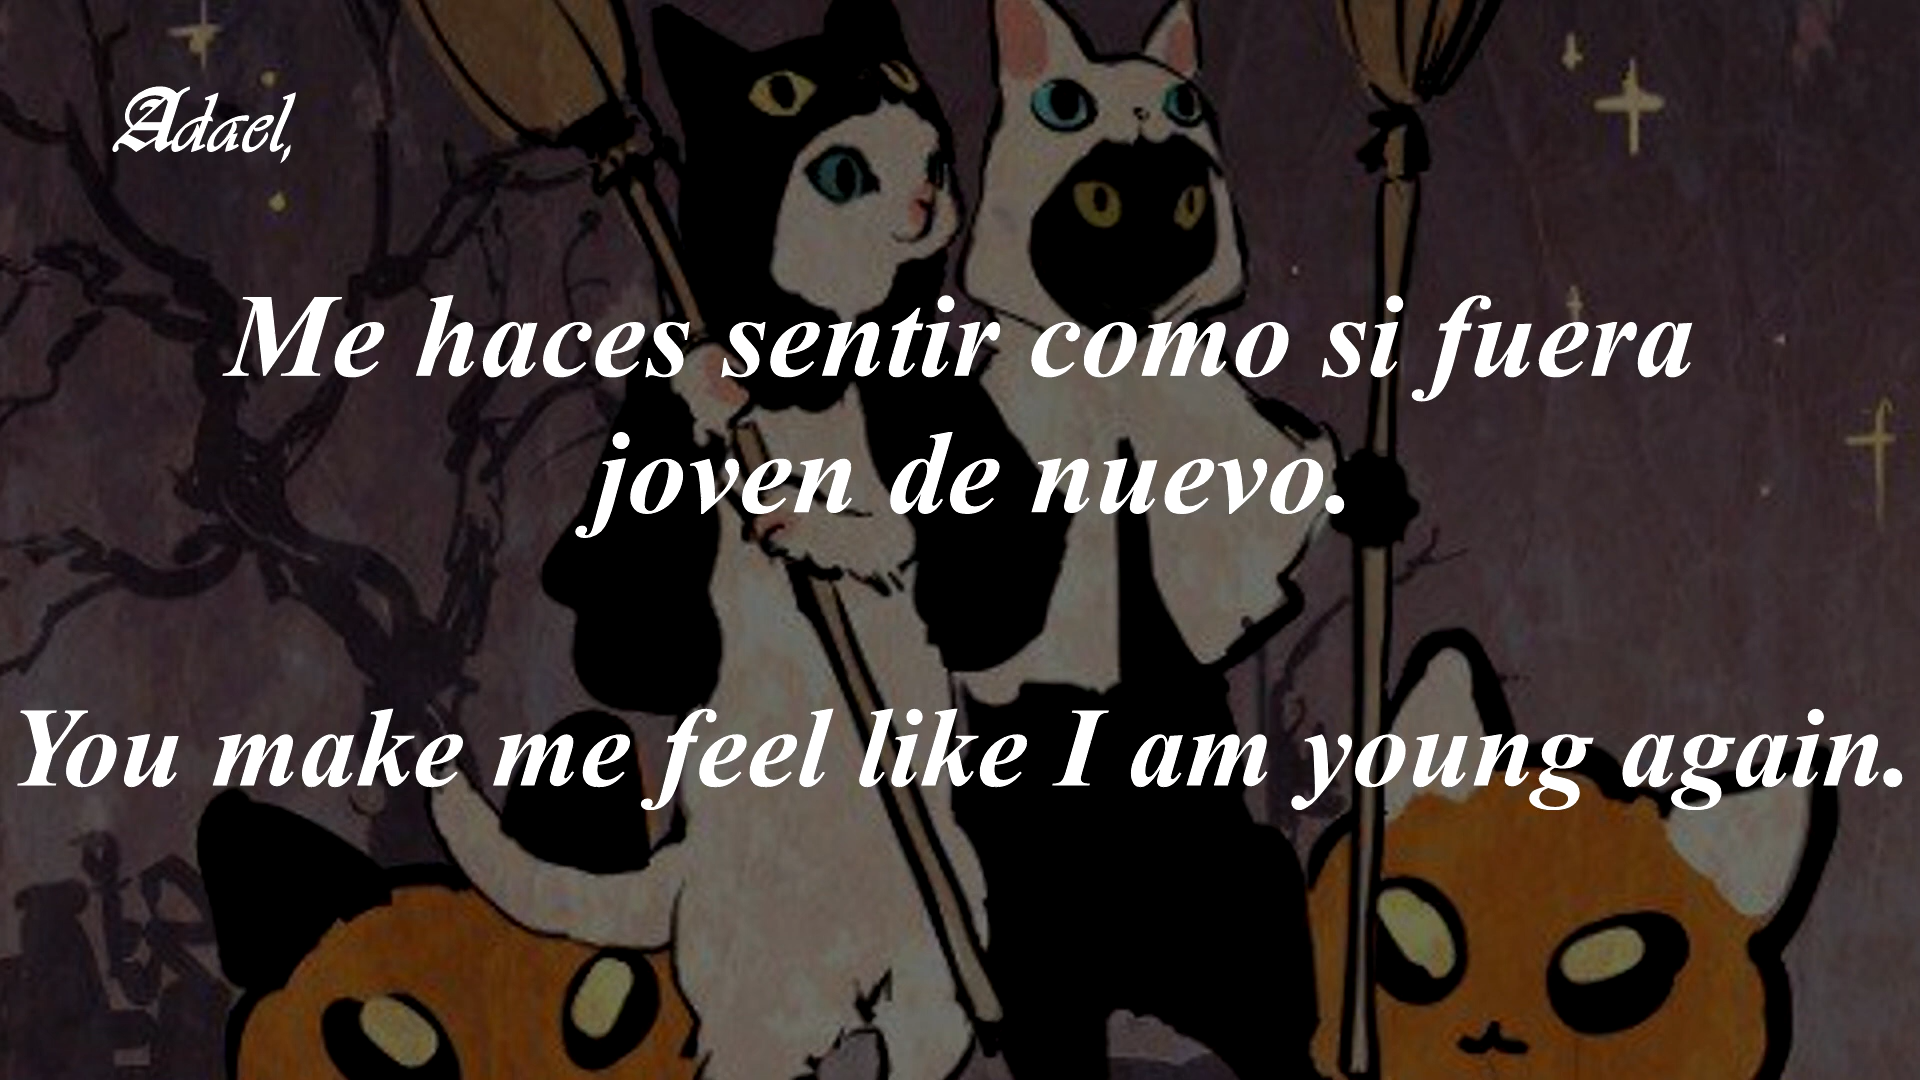 Adael,
Me haces sentir como si fuera
joven de nuevo.
You make me feel like I am young again.